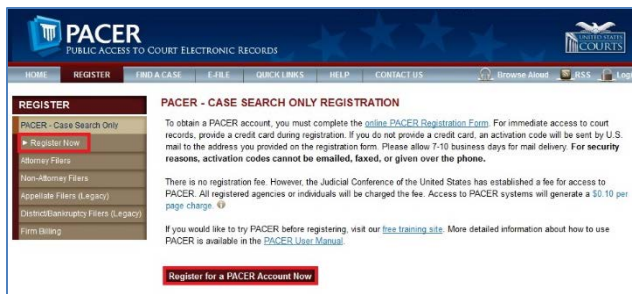 PACER
PUBLIC ACCESS TO COURT ELECTRONIC RECORDS
UNITED STATES
COURTS
HOME REGISTER FIND A CASE E-FILE QUICK LINKS HELP CONTACT US Browse Aloud RSS
REGISTER
PACER - Case Search Only
Register Now
Attorney Filers
Non-Attorney Filers
Appellate Filers (Legacy)
District/Bankruptcy Filers (Legacy)
Firm Billing
PACER - CASE SEARCH ONLY REGISTRATION
To obtain a PACER account, you must complete the online PACER Registration Form. For immediate access to court
records, provide a credit card during registration. If you do not provide a credit card, an activation code will be sent by U.S.
mail to the address you provided on the registration form. Please allow 7-10 business days for mail delivery. For security
reasons, activation codes cannot be emailed, faxed, or given over the phone.
There is no registration fee. However, the Judicial Conference of the United States has established a fee for access to
PACER. All registered agencies or individuals will be charged the fee. Access to PACER systems will generate a $0.10 per
page charge.
If you would like to try PACER before registering, visit our free training site. More detailed information about how to use
PACER is available in the PACER User Manual.
Register for a PACER Account Now